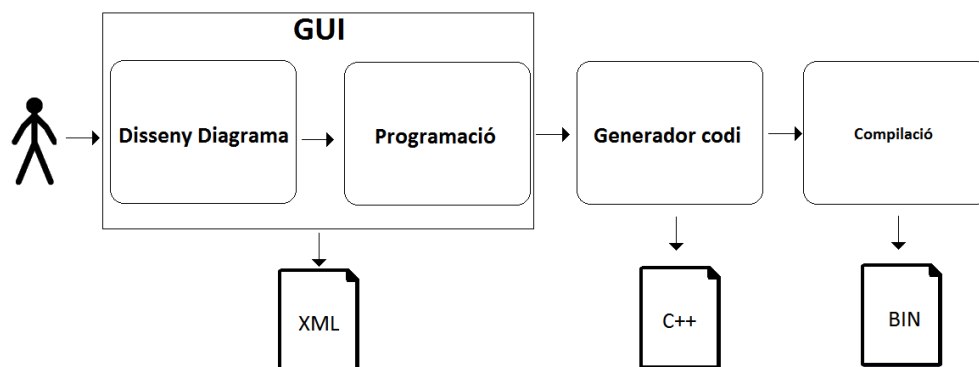 GUI
Disseny Diagrama
Programació
Generador codi
Compilació
XML
C++
BIN